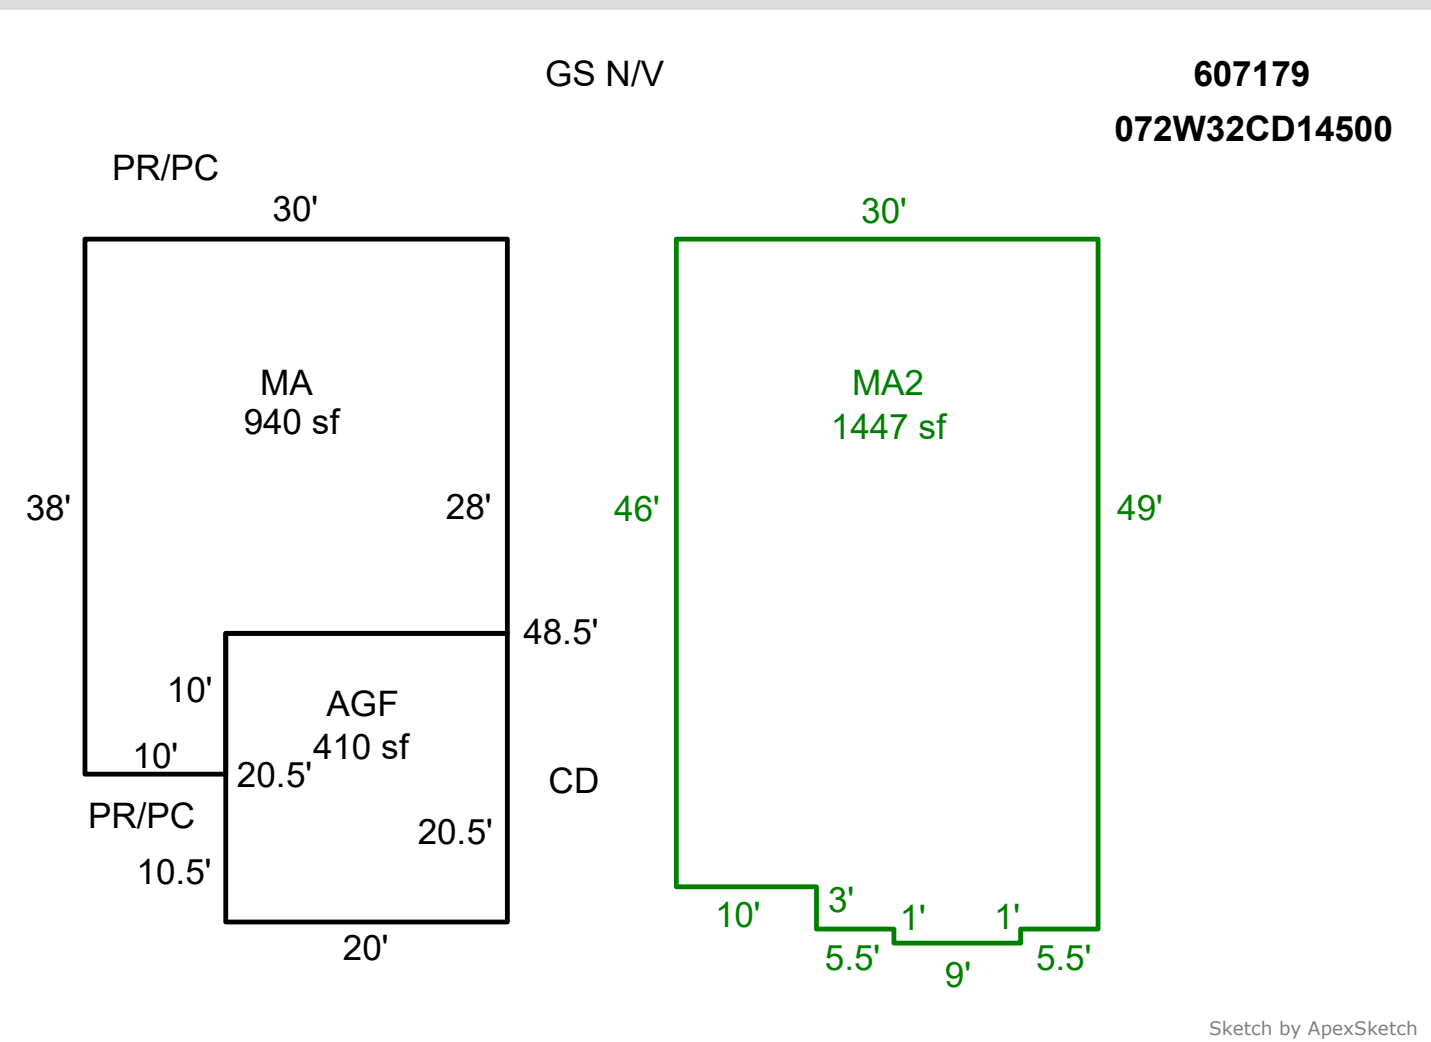 GS N/V
607179
072W32CD14500
PR/PC
30'
30'
MA
940 sf
MA2
1447 sf
38'
28'
46'
49'
48.5'
10'
AGF
410 sf
10'
20.5'
CD
PR/PC
20.5'
10.5'
3'
10'
1'
1'
20'
5.5'
9'
5.5'
Sketch by ApexSketch